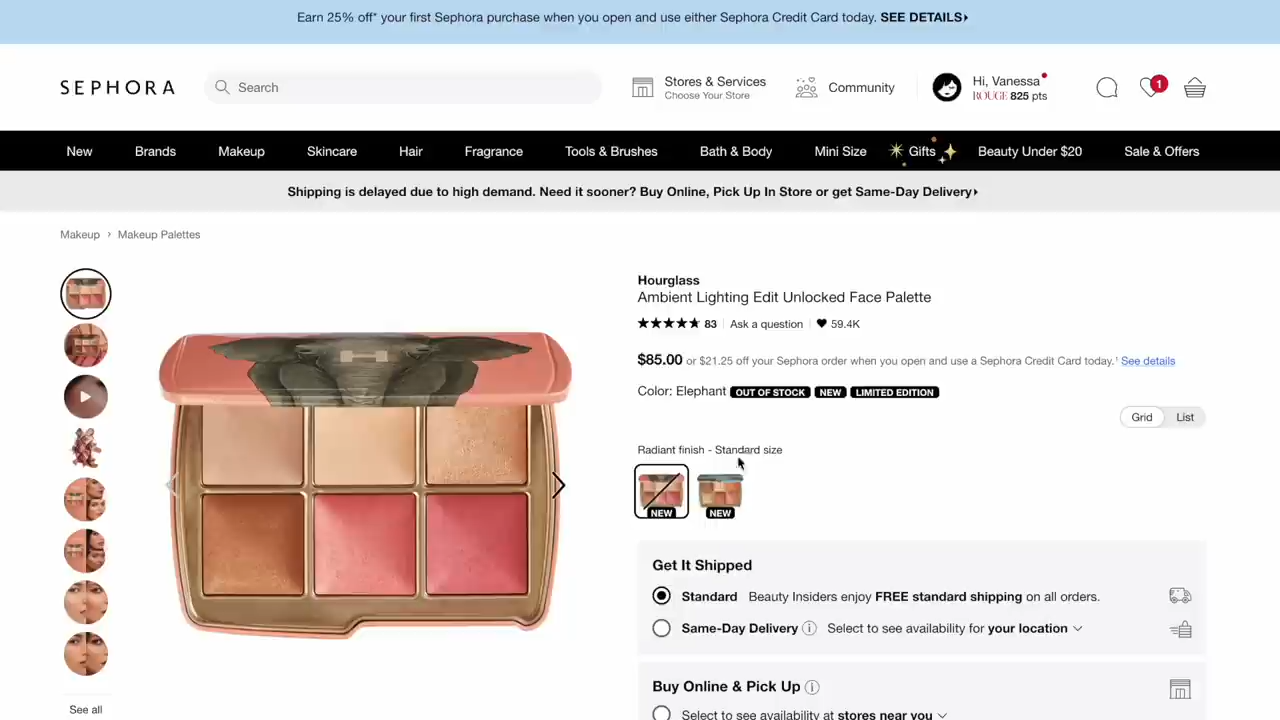 Earn 25% off* your first Sephora purchase when you open and use either Sephora Credit Card today. SEE DETAILS
SEPHORA
Search
Stores & Services
Choose Your Store
Community
Hi, Vanessa
ROUGE 825 pts
1
New Brands Makeup Skincare Hair Fragrance Tools & Brushes Bath & Body Mini Size Gifts Beauty Under $20 Sale & Offers
Shipping is delayed due to high demand. Need it sooner? Buy Online, Pick Up In Store or get Same-Day Delivery
Makeup › Makeup Palettes
Hourglass
Ambient Lighting Edit Unlocked Face Palette
83 Ask a question 59.4K
$85.00 or $21.25 off your Sephora order when you open and use a Sephora Credit Card today.¹ See details
Color: Elephant OUT OF STOCK NEW LIMITED EDITION
Grid List
Radiant finish - Standard size
NEW NEW
Get It Shipped
Standard Beauty Insiders enjoy FREE standard shipping on all orders.
Same-Day Delivery Select to see availability for your location
Buy Online & Pick Up
Select to see availability at stores near you
See all